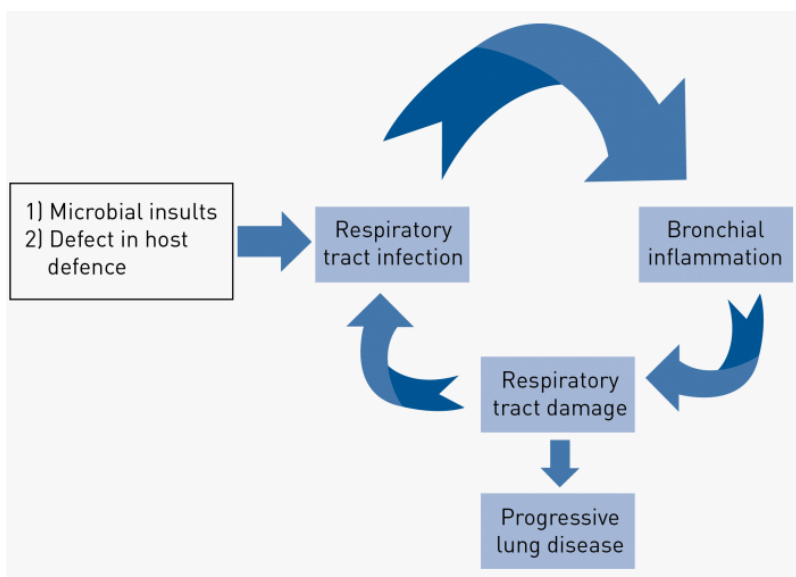 1) Microbial insults
2) Defect in host
defence
Respiratory
tract infection
Bronchial
inflammation
Respiratory
tract damage
Progressive
lung disease